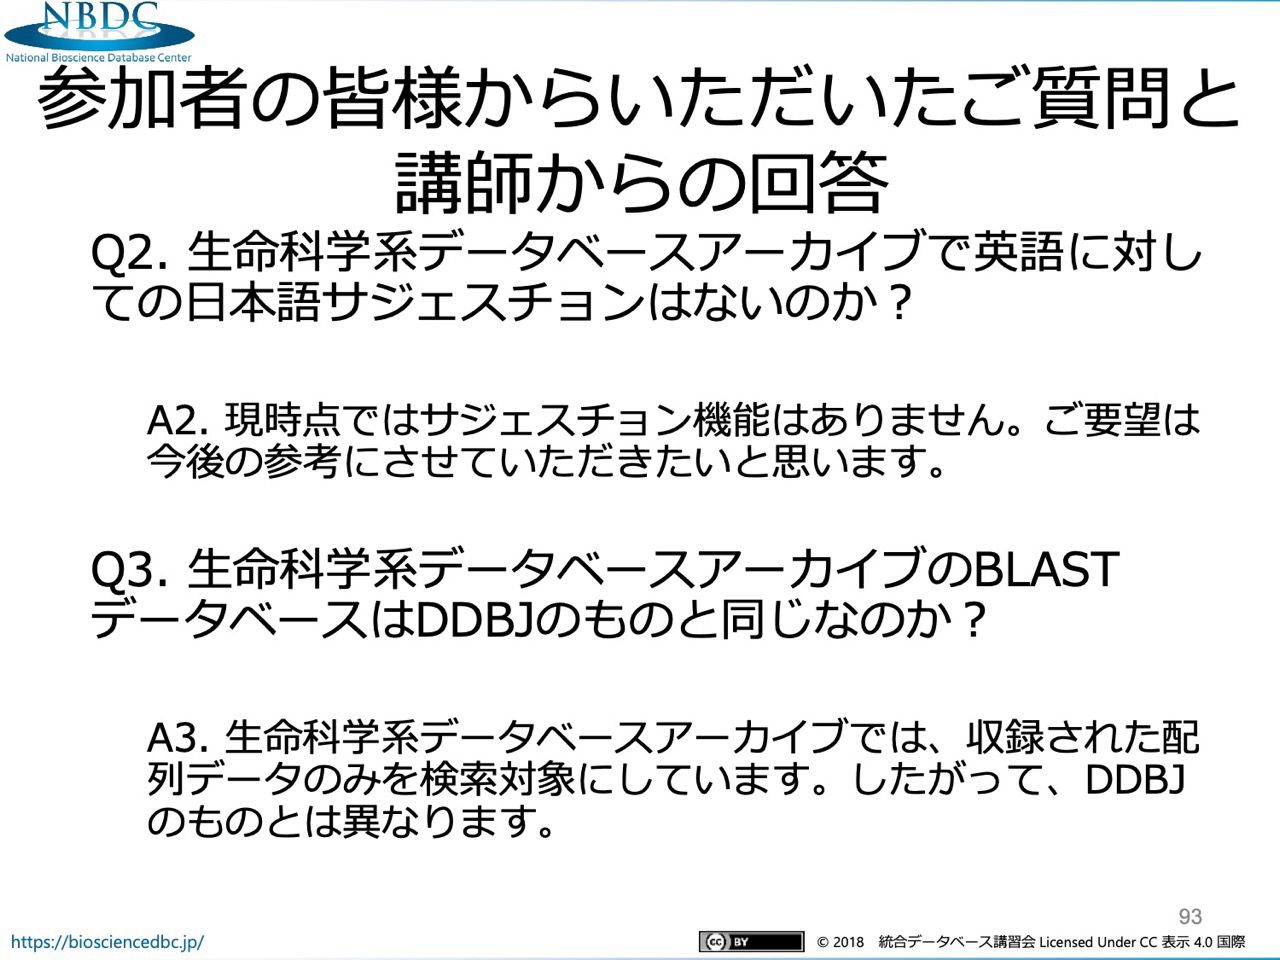 NBDC
National Bioscience Database Center
参加者の皆様からいただいたご質問と
講師からの回答
Q2. 生命科学系データベースアーカイブで英語に対し
ての日本語サジェスチョンはないのか？
A2. 現時点ではサジェスチョン機能はありません。ご要望は
今後の参考にさせていただきたいと思います。
Q3. 生命科学系データベースアーカイブのBLAST
データベースはDDBJのものと同じなのか？
A3. 生命科学系データベースアーカイブでは、収録された配
列データのみを検索対象にしています。したがって、DDBJ
のものとは異なります。
93
https://biosciencedbc.jp/
cc BY
© 2018 統合データベース講習会 Licensed Under CC 表示 4.0 国際